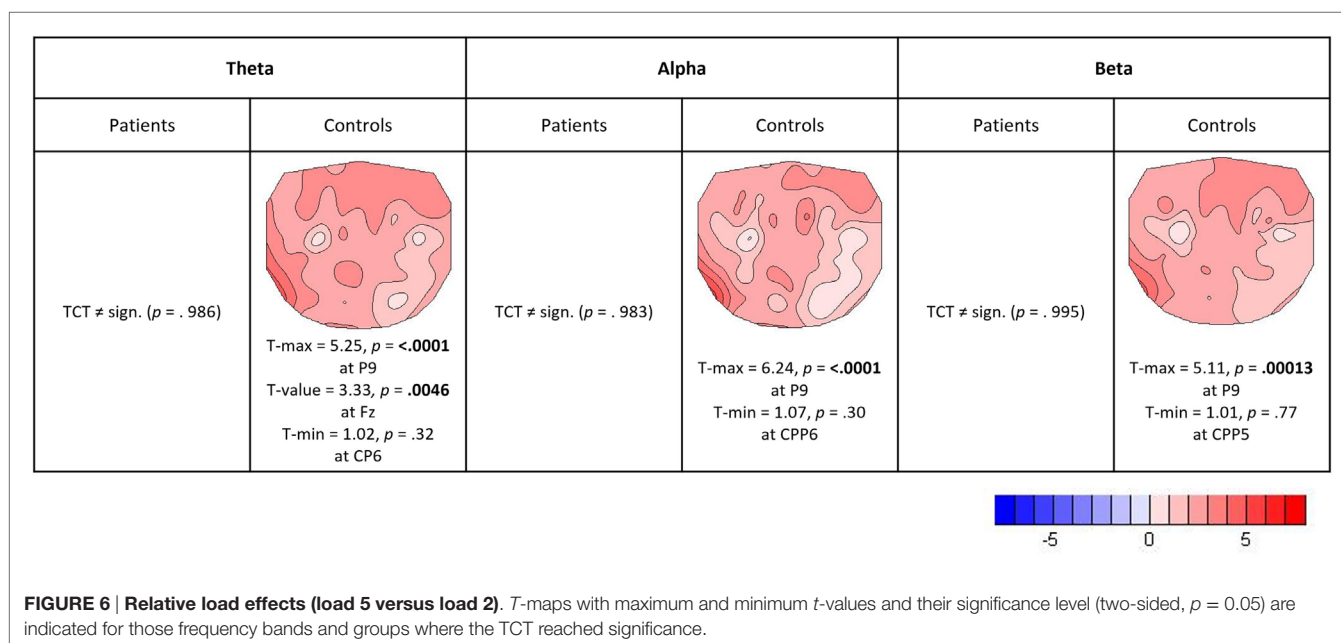 Theta
Alpha
Beta
Patients
Controls
Patients
Controls
Patients
Controls
TCT ≠ sign. (p = . 986)
T-max = 5.25, p = <.0001
at P9
T-value = 3.33, p = .0046
at Fz
T-min = 1.02, p = .32
at CP6
TCT ≠ sign. (p = . 983)
T-max = 6.24, p = <.0001
at P9
T-min = 1.07, p = .30
at CPP6
TCT ≠ sign. (p = . 995)
T-max = 5.11, p = .00013
at P9
T-min = 1.01, p = .77
at CPP5
-5 0 5
FIGURE 6 | Relative load effects (load 5 versus load 2). T-maps with maximum and minimum t-values and their significance level (two-sided, p = 0.05) are
indicated for those frequency bands and groups where the TCT reached significance.